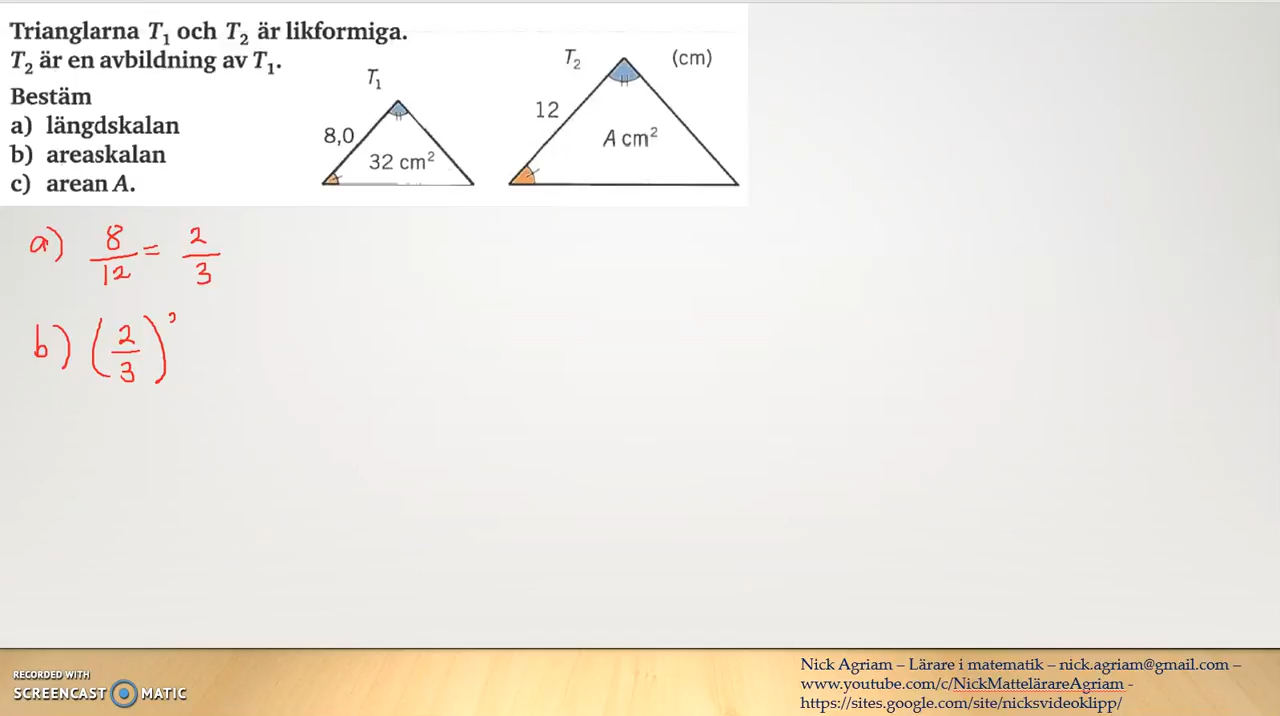 Trianglarna T₁ och T₂ är likformiga.
T₂ är en avbildning av T₁.
Bestäm
a) längdskalan
b) areaskalan
c) arean A.
T₁
8,0
32 cm²
T₂
(cm)
12
A cm²
a) 8/12 = 2/3
b) (2/3)²
RECORDED WITH
SCREENCAST MATIC
Nick Agriam – Lärare i matematik – nick.agriam@gmail.com –
www.youtube.com/c/NickMattelärareAgriam -
https://sites.google.com/site/nicksvideoklipp/